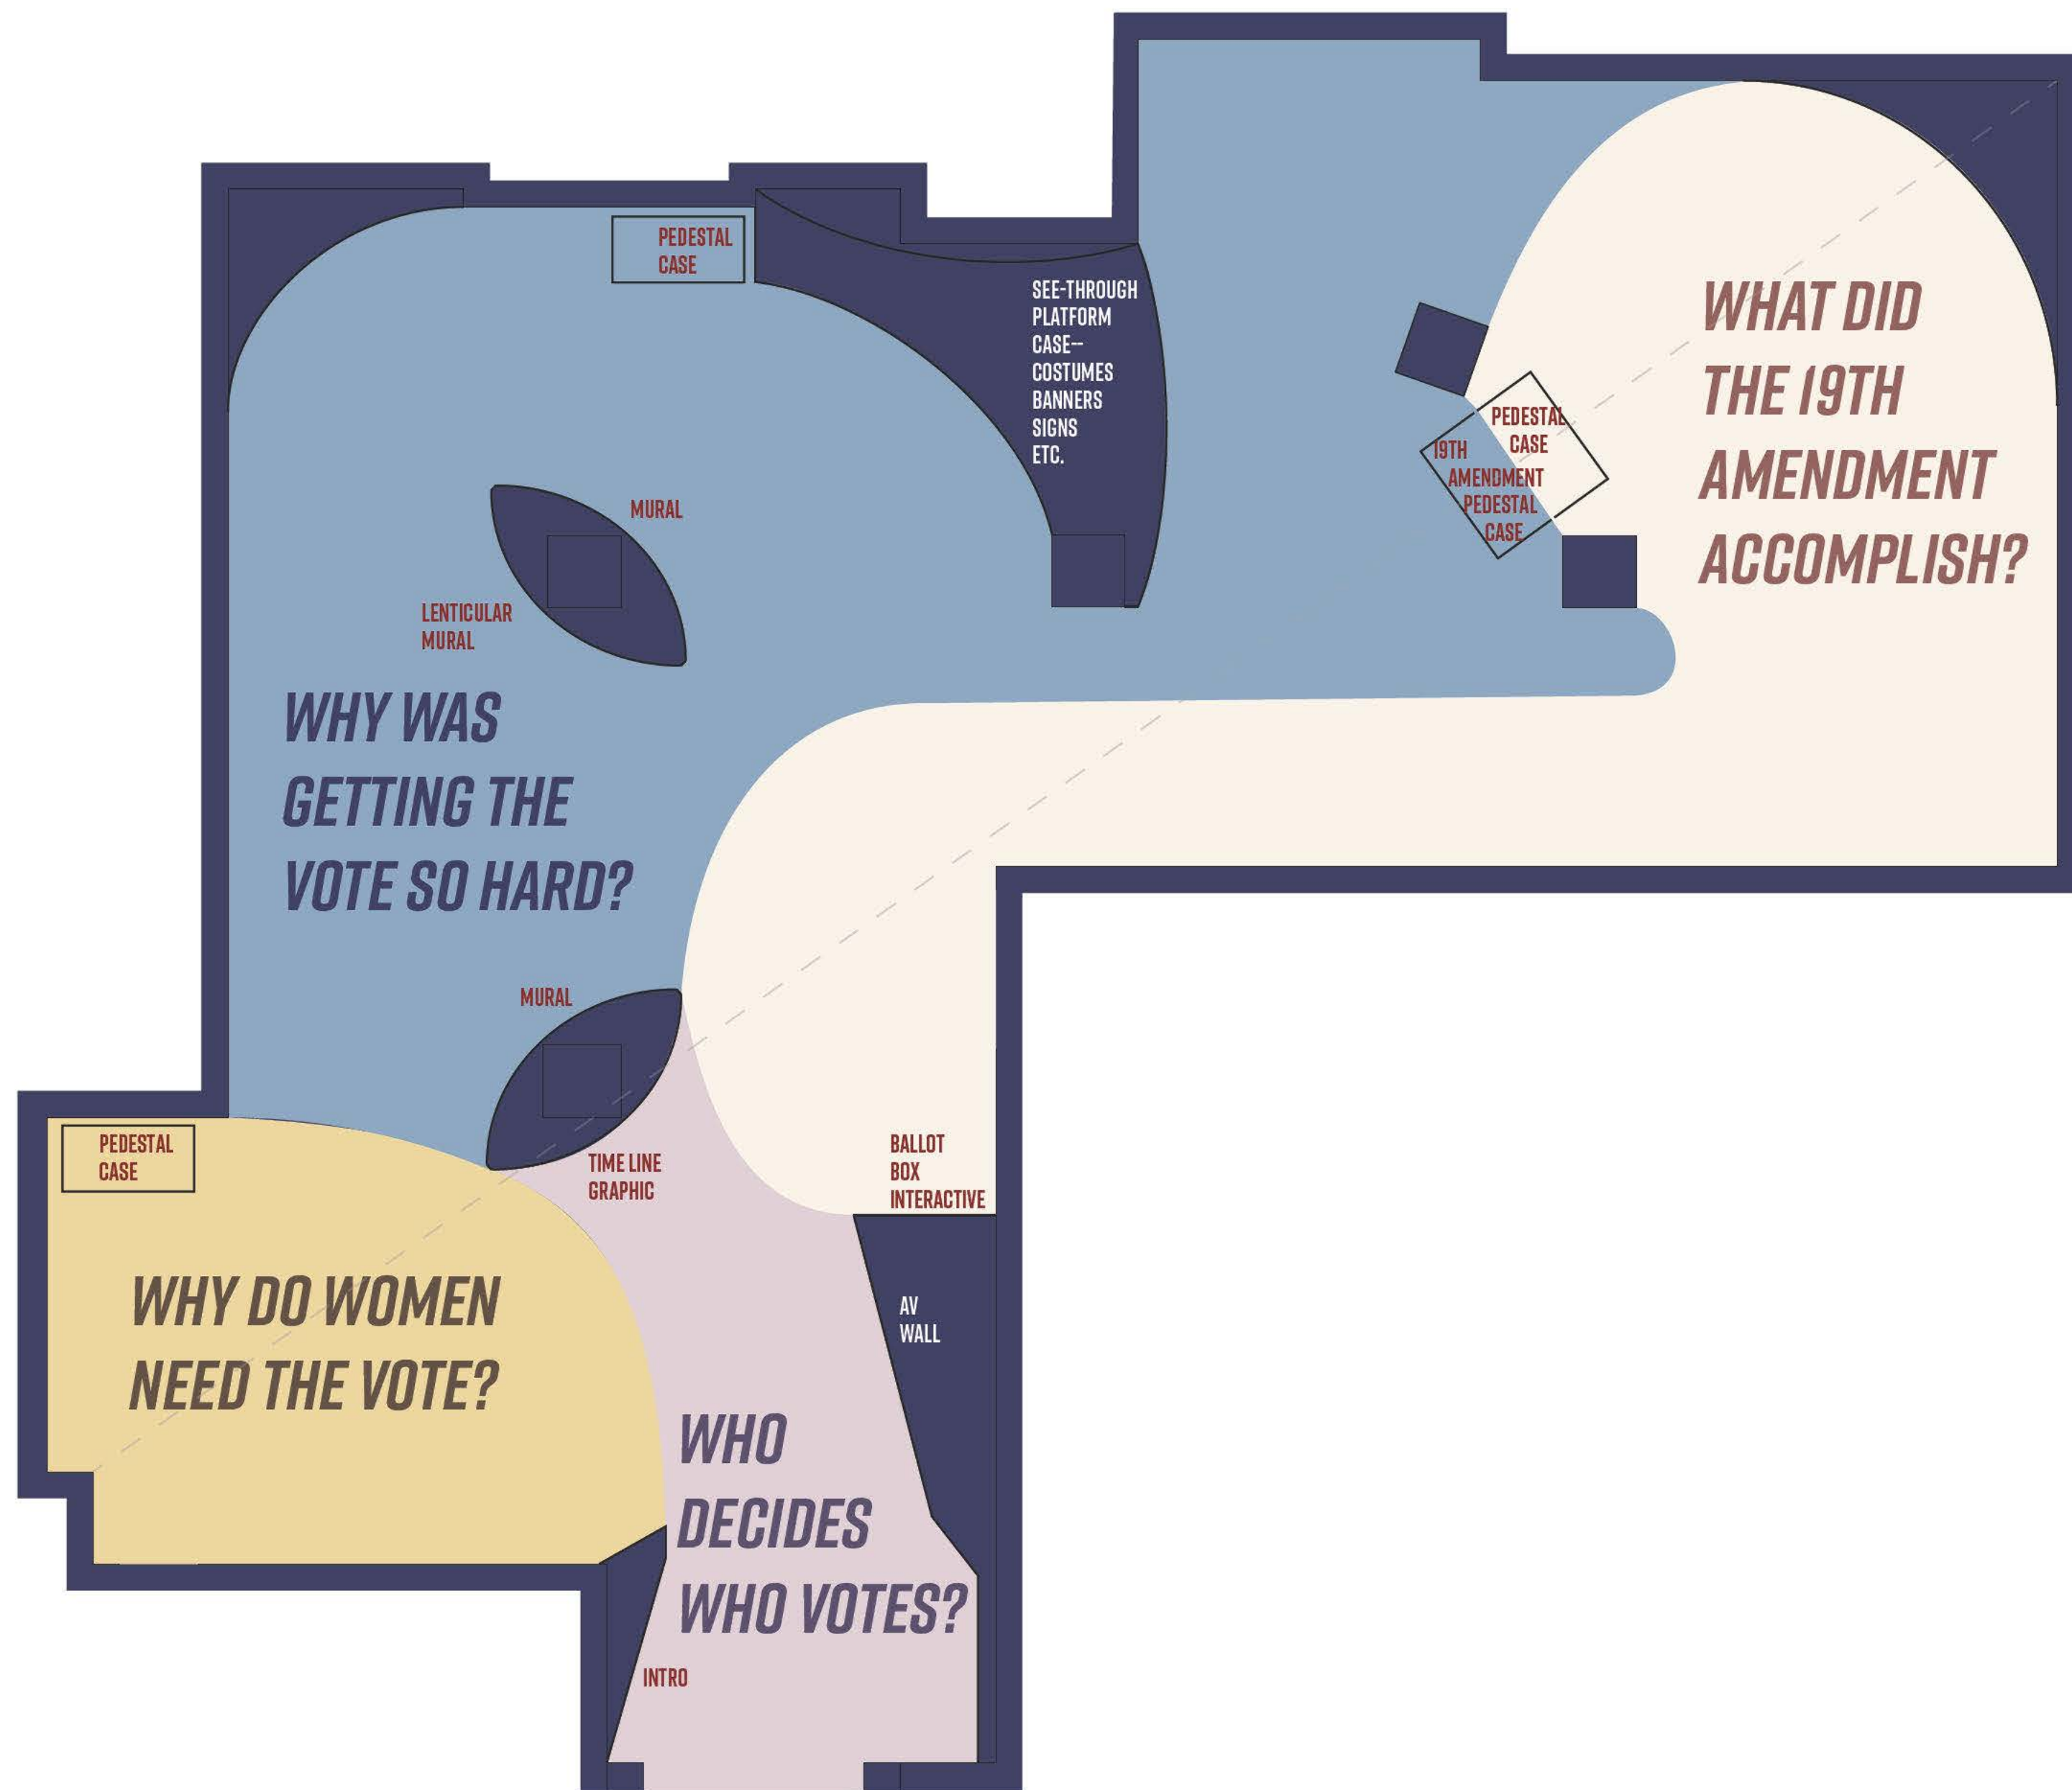 PEDESTAL
CASE
SEE-THROUGH
PLATFORM
CASE--
COSTUMES
BANNERS
SIGNS
ETC.
WHAT DID
THE 19TH
AMENDMENT
ACCOMPLISH?
PEDESTAL
CASE
19TH
AMENDMENT
PEDESTAL
CASE
MURAL
LENTICULAR
MURAL
WHY WAS
GETTING THE
VOTE SO HARD?
MURAL
PEDESTAL
CASE
TIME LINE
GRAPHIC
BALLOT
BOX
INTERACTIVE
WHY DO WOMEN
NEED THE VOTE?
AV
WALL
WHO
DECIDES
WHO VOTES?
INTRO